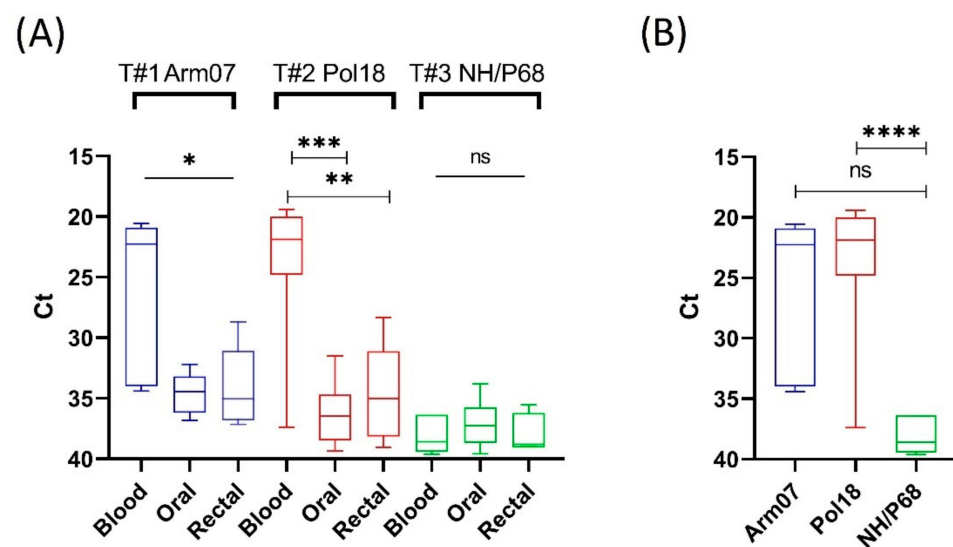 (A)
T#1 Arm07 T#2 Pol18 T#3 NH/P68
* *** ** ns
Ct
15
20
25
30
35
40
Blood Oral Rectal Blood Oral Rectal Blood Oral Rectal
(B)
****
ns
Ct
15
20
25
30
35
40
Arm07 Pol18 NH/P68